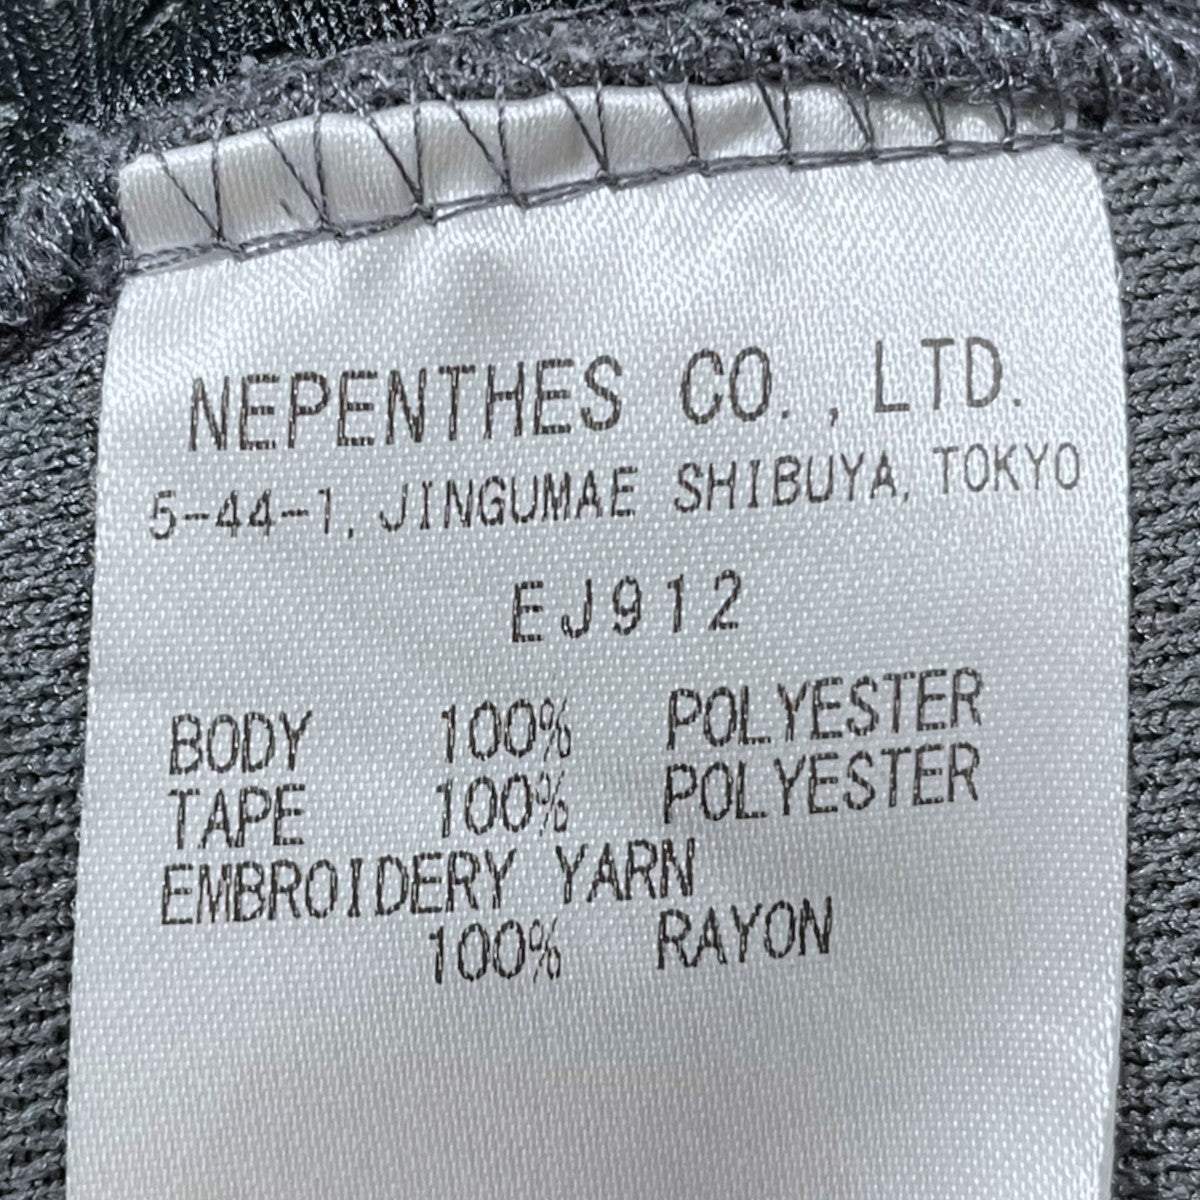 NEPENTHES CO., LTD.
5-44-1, JINGUMAE SHIBUYA, TOKYO
EJ912
BODY 100% POLYESTER
TAPE 100% POLYESTER
EMBROIDERY YARN
100% RAYON